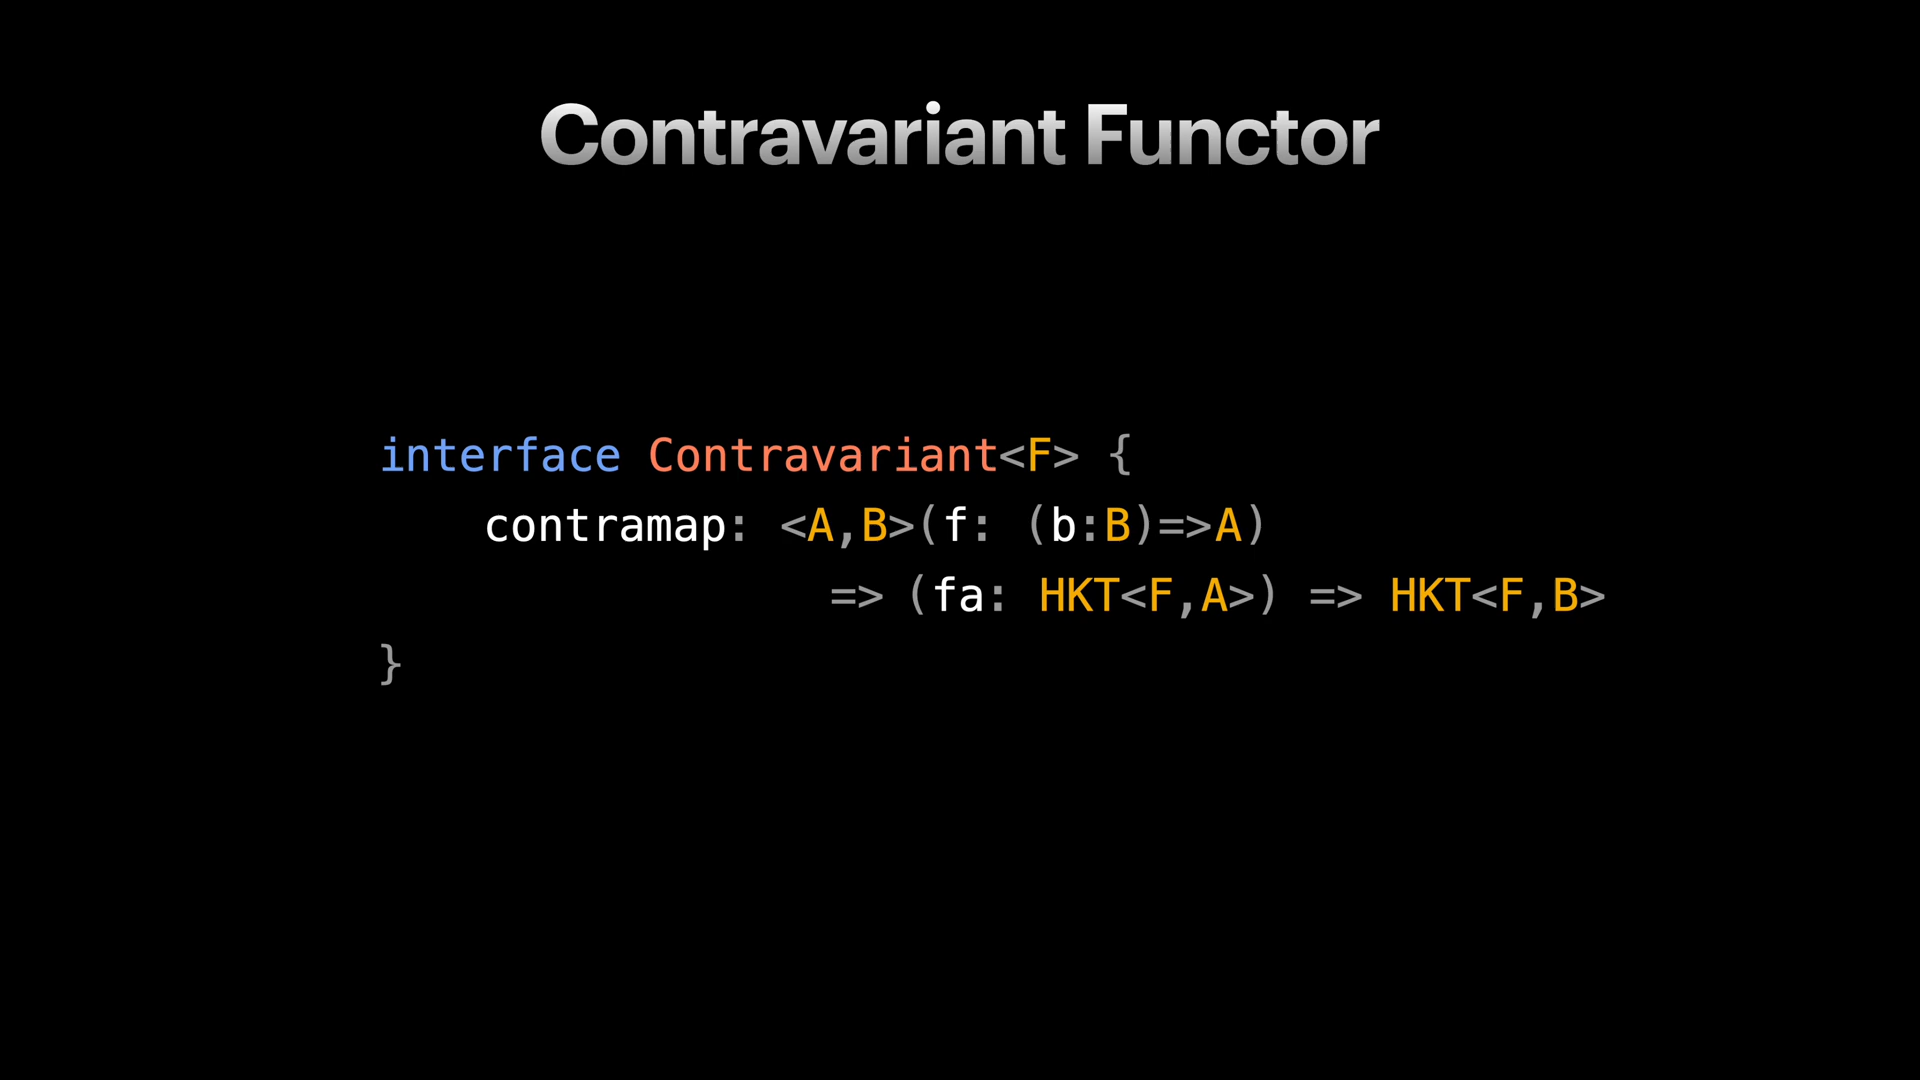 Contravariant Functor
interface Contravariant<F> {
contramap: <A,B>(f: (b:B)=>A)
=> (fa: HKT<F,A>) => HKT<F,B>
}